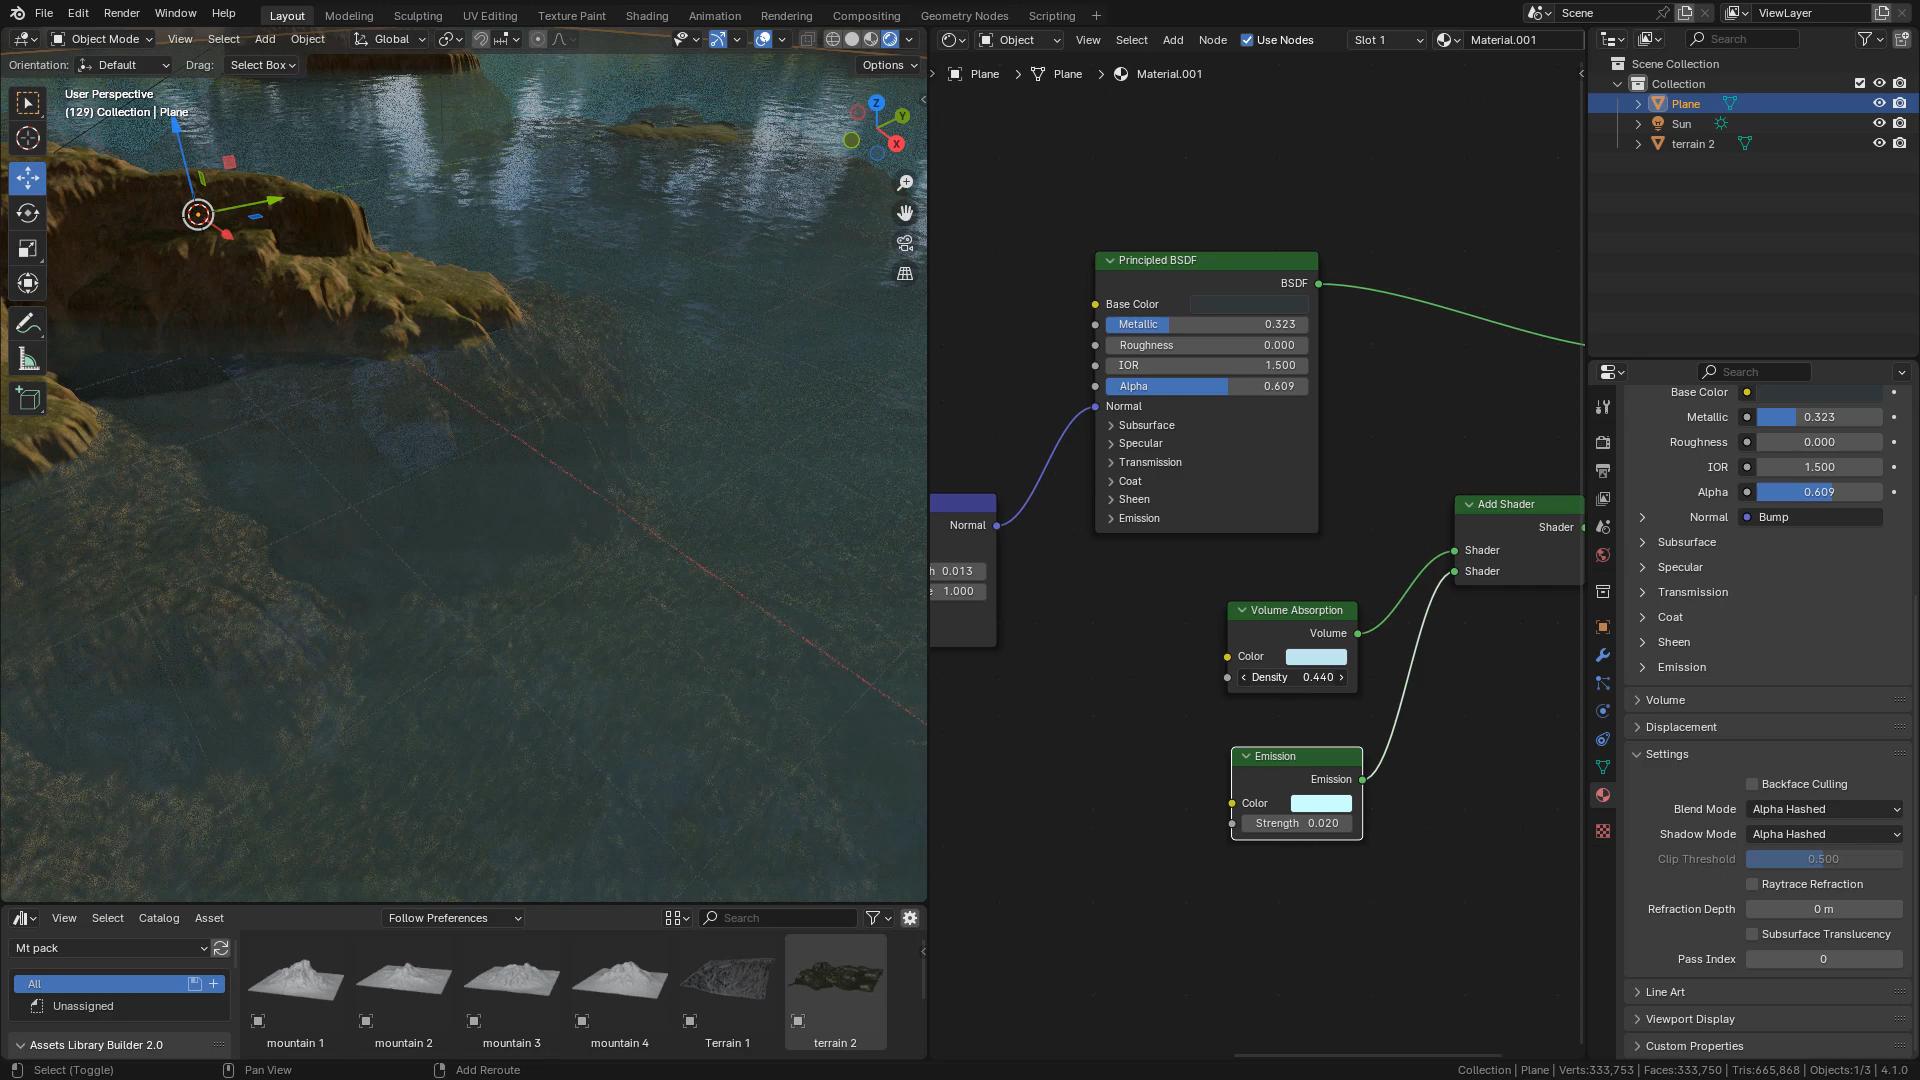 File Edit Render Window Help
Layout Modeling Sculpting UV Editing Texture Paint Shading Animation Rendering Compositing Geometry Nodes Scripting +
Scene
ViewLayer
Object Mode View Select Add Object Global
Orientation: Default Drag: Select Box Options
User Perspective
(129) Collection | Plane
Z
Y
X
Object View Select Add Node Use Nodes Slot 1 Material.001
Plane > Plane > Material.001
Principled BSDF
BSDF
Base Color
Metallic 0.323
Roughness 0.000
IOR 1.500
Alpha 0.609
Normal
Subsurface
Specular
Transmission
Coat
Sheen
Emission
Normal
h 0.013
e 1.000
Add Shader
Shader
Shader
Shader
Volume Absorption
Volume
Color
Density 0.440
Emission
Emission
Color
Strength 0.020
Search
Scene Collection
Collection
Plane
Sun
terrain 2
Search
Base Color
Metallic 0.323
Roughness 0.000
IOR 1.500
Alpha 0.609
Normal Bump
Subsurface
Specular
Transmission
Coat
Sheen
Emission
Volume
Displacement
Settings
Backface Culling
Blend Mode Alpha Hashed
Shadow Mode Alpha Hashed
Clip Threshold 0.500
Raytrace Refraction
Refraction Depth 0 m
Subsurface Translucency
Pass Index 0
Line Art
Viewport Display
Custom Properties
View Select Catalog Asset Follow Preferences Search
Mt pack
All
Unassigned
Assets Library Builder 2.0
mountain 1 mountain 2 mountain 3 mountain 4 Terrain 1 terrain 2
Select (Toggle) Pan View Add Reroute
Collection | Plane | Verts:333,753 | Faces:333,750 | Tris:665,868 | Objects:1/3 | 4.1.0